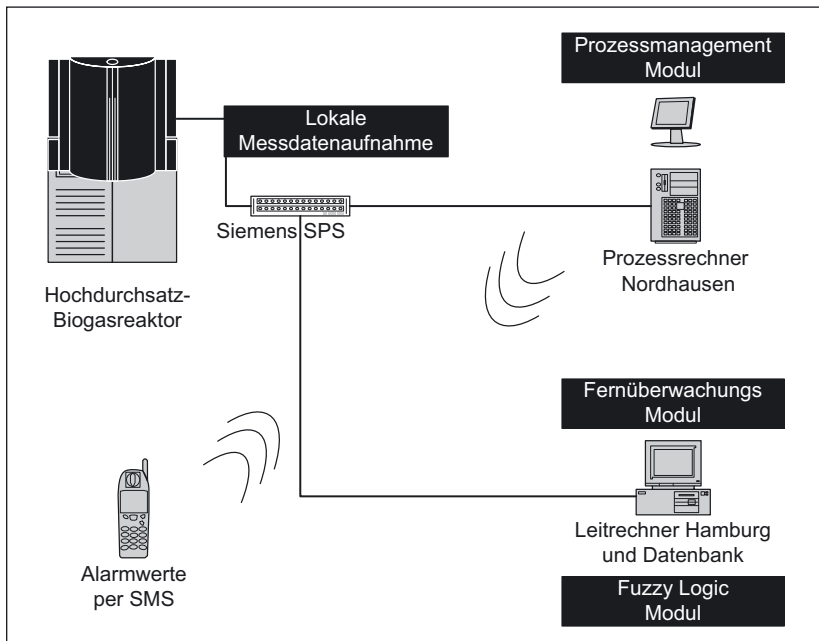 Prozessmanagement
Modul
Lokale
Messdatenaufnahme
Siemens SPS
Prozessrechner
Nordhausen
Hochdurchsatz-
Biogasreaktor
Fernüberwachungs
Modul
Leitrechner Hamburg
und Datenbank
Alarmwerte
per SMS
Fuzzy Logic
Modul